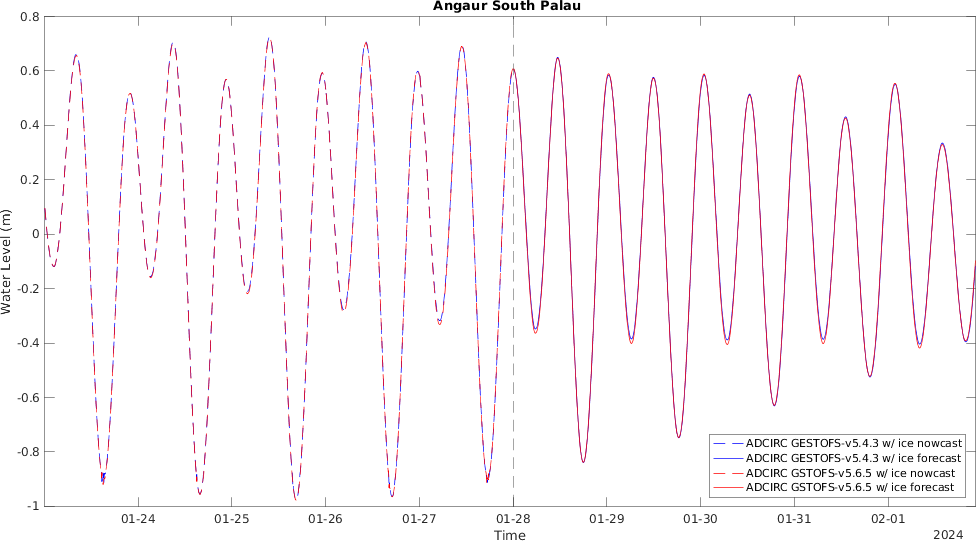 Angaur South Palau
0.8
0.6
0.4
0.2
0
-0.2
-0.4
-0.6
-0.8
-1
Water Level (m)
01-24
01-25
01-26
01-27
01-28
01-29
01-30
01-31
02-01
Time
2024
ADCIRC GESTOFS-v5.4.3 w/ ice nowcast
ADCIRC GESTOFS-v5.4.3 w/ ice forecast
ADCIRC GSTOFS-v5.6.5 w/ ice nowcast
ADCIRC GSTOFS-v5.6.5 w/ ice forecast